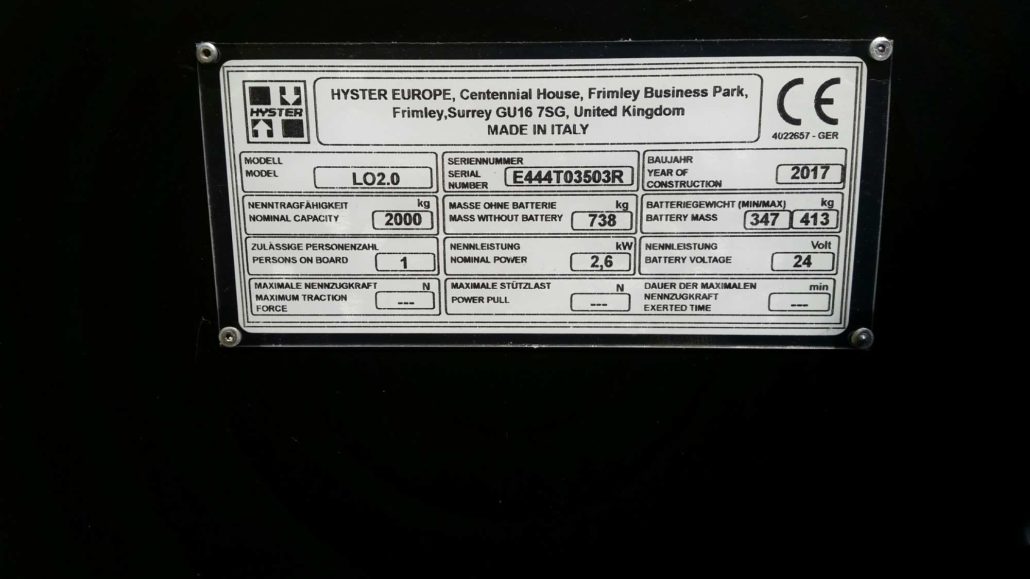 HYSTER
HYSTER EUROPE, Centennial House, Frimley Business Park,
Frimley,Surrey GU16 7SG, United Kingdom
MADE IN ITALY
CE
4022657 - GER
MODELL
MODEL
LO2.0
SERIENNUMMER
SERIAL
NUMBER
E444T03503R
BAUJAHR
YEAR OF
CONSTRUCTION
2017
NENNTRAGFÄHIGKEIT kg
NOMINAL CAPACITY 2000
MASSE OHNE BATTERIE kg
MASS WITHOUT BATTERY 738
BATTERIEGEWICHT (MIN/MAX) kg
BATTERY MASS 347 413
ZULÄSSIGE PERSONENZAHL
PERSONS ON BOARD 1
NENNLEISTUNG kW
NOMINAL POWER 2,6
NENNLEISTUNG Volt
BATTERY VOLTAGE 24
MAXIMALE NENNZUGKRAFT N
MAXIMUM TRACTION
FORCE
---
MAXIMALE STÜTZLAST N
POWER PULL ---
DAUER DER MAXIMALEN min
NENNZUGKRAFT
EXERTED TIME
---